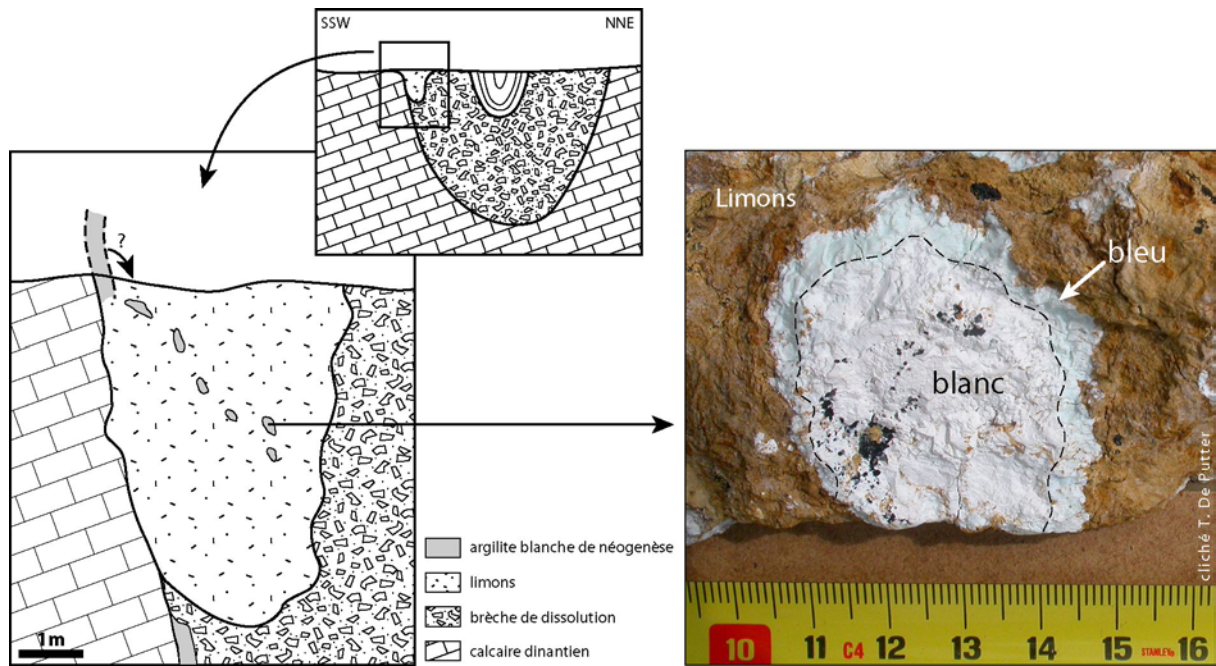 SSW
NNE
?
1m
argilite blanche de néogenèse
limons
brèche de dissolution
calcaire dinantien
Limons
bleu
blanc
cliché T. De Putter
10 11 C4 12 13 14 15 STANLEY® 16